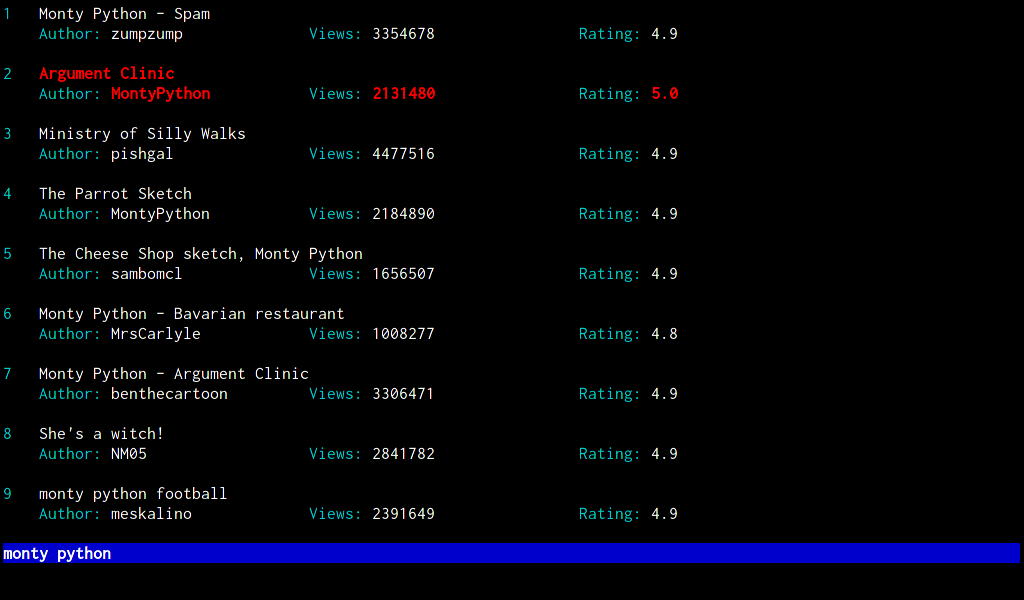 1 Monty Python - Spam
Author: zumpzump Views: 3354678 Rating: 4.9
2 Argument Clinic
Author: MontyPython Views: 2131480 Rating: 5.0
3 Ministry of Silly Walks
Author: pishgal Views: 4477516 Rating: 4.9
4 The Parrot Sketch
Author: MontyPython Views: 2184890 Rating: 4.9
5 The Cheese Shop sketch, Monty Python
Author: sambomcl Views: 1656507 Rating: 4.9
6 Monty Python - Bavarian restaurant
Author: MrsCarlyle Views: 1008277 Rating: 4.8
7 Monty Python - Argument Clinic
Author: benthecartoon Views: 3306471 Rating: 4.9
8 She's a witch!
Author: NM05 Views: 2841782 Rating: 4.9
9 monty python football
Author: meskalino Views: 2391649 Rating: 4.9
monty python